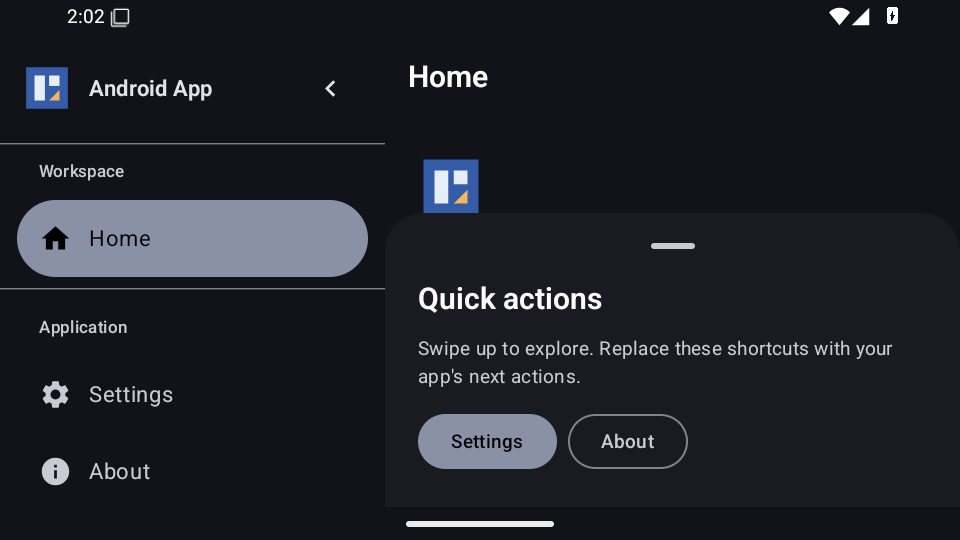 2:02
Android App
Workspace
Home
Application
Settings
About
Home
Quick actions
Swipe up to explore. Replace these shortcuts with your
app's next actions.
Settings
About